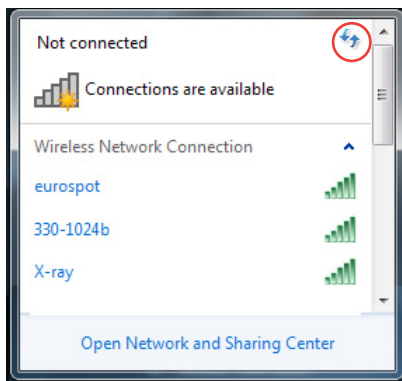 Not connected
Connections are available
Wireless Network Connection
eurospot
330-1024b
X-ray
Open Network and Sharing Center